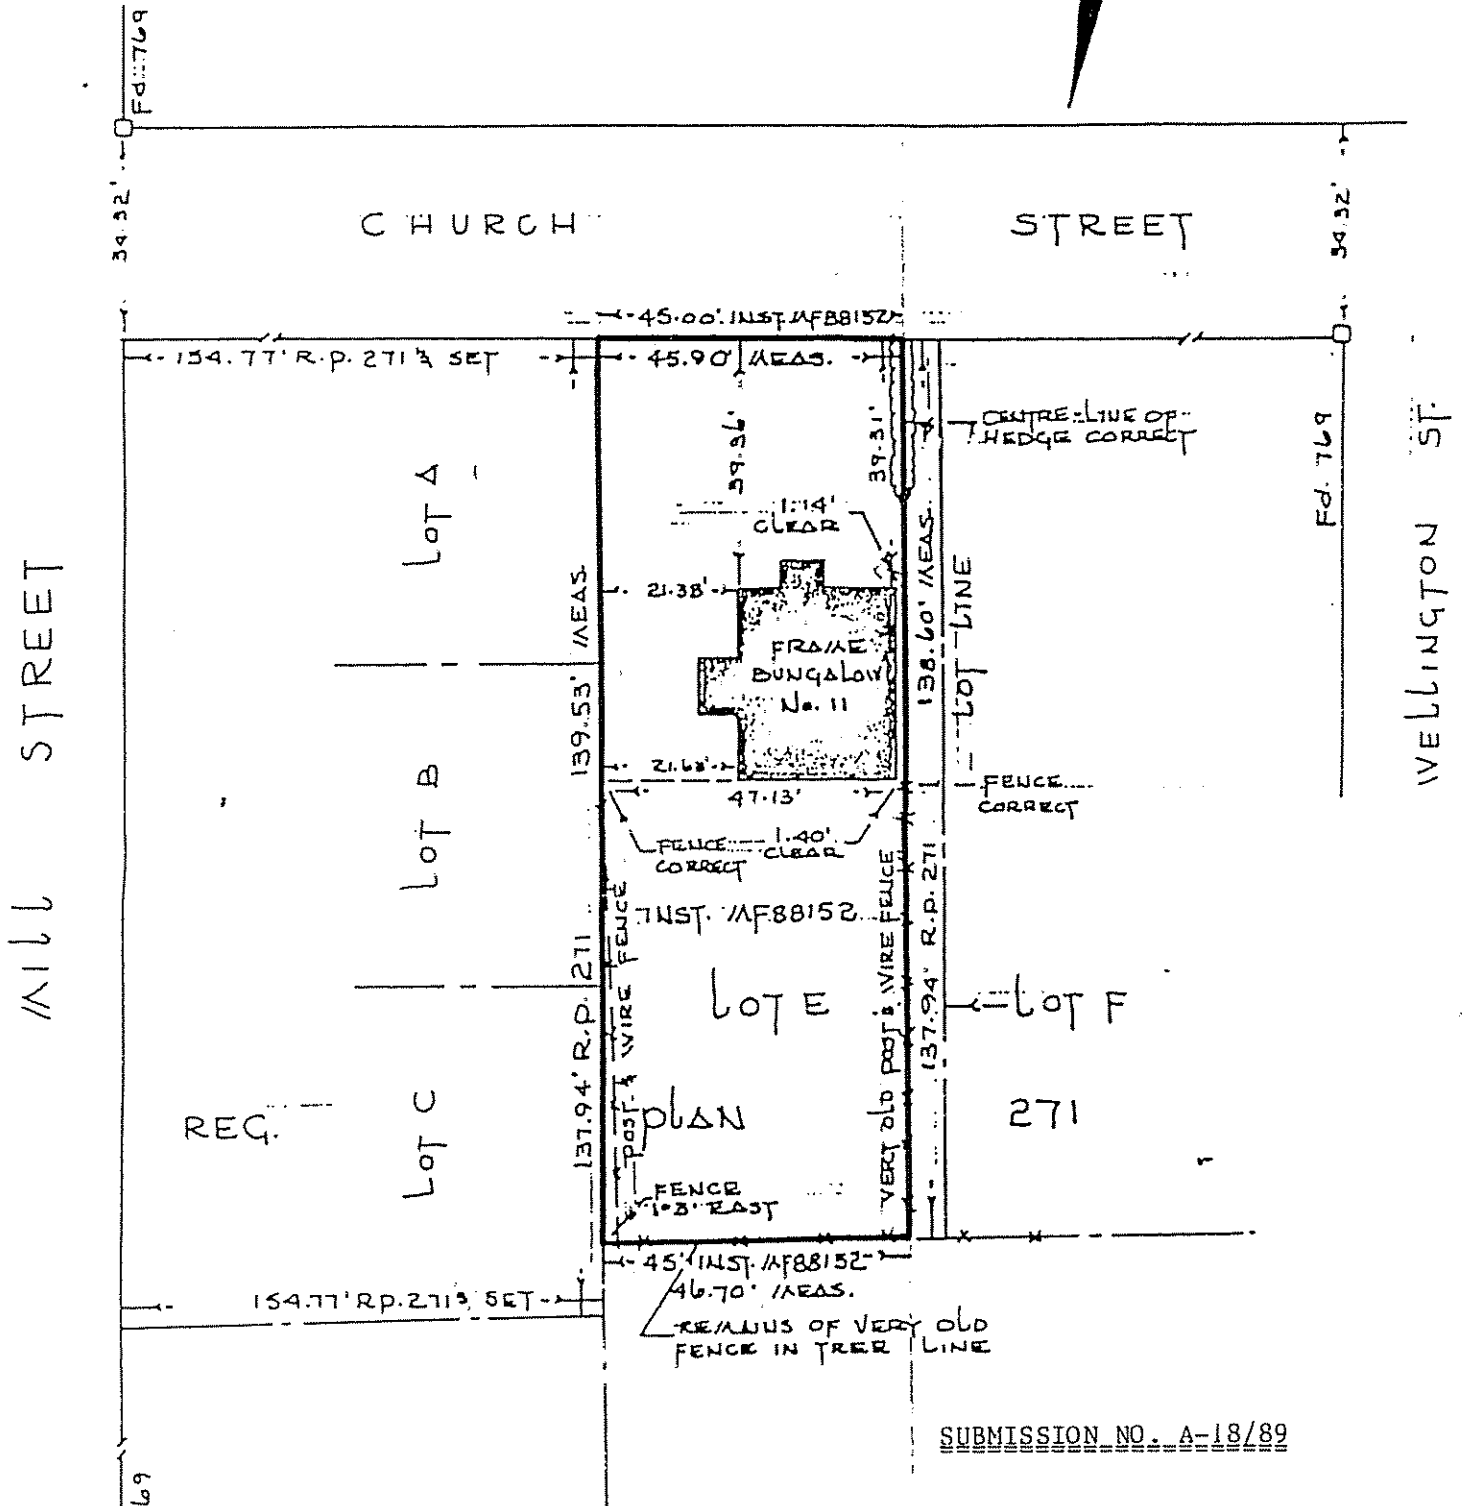 Fd. 769
34.32'
CHURCH STREET
34.32'
45.00' INST. MF88152
154.77' R.P. 271 & SET
45.90' MEAS.
39.36'
39.31'
CENTRE-LINE OF
HEDGE CORRECT
Fd. 769
WELLINGTON ST.
MILL STREET
LOT A
1.14'
CLEAR
21.38'
139.53' MEAS.
138.60' MEAS.
LOT LINE
FRAME
BUNGALOW
No. 11
LOT B
21.68'
47.13'
FENCE
CORRECT
FENCE
CORRECT
1.40'
CLEAR
INST. MF88152
POST & WIRE FENCE
VERY OLD POST & WIRE FENCE
137.94' R.P. 271
137.94' R.P. 271
LOT E
LOT F
LOT C
REG. PLAN 271
FENCE
1.3' EAST
45' INST. MF88152
46.70' MEAS.
154.77' R.P. 271 & SET
REMAINS OF VERY OLD
FENCE IN TREE LINE
SUBMISSION NO. A-18/89
69